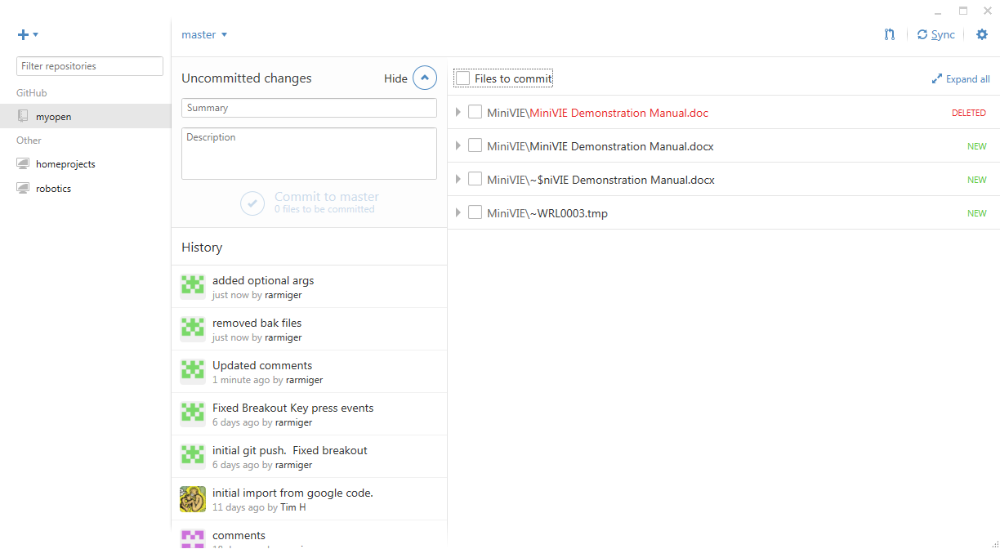 master
Sync
Filter repositories
GitHub
myopen
Other
homeprojects
robotics
Uncommitted changes
Hide
Summary
Description
Commit to master
0 files to be committed
History
added optional args
just now by rarmiger
removed bak files
just now by rarmiger
Updated comments
1 minute ago by rarmiger
Fixed Breakout Key press events
6 days ago by rarmiger
initial git push.  Fixed breakout
6 days ago by rarmiger
initial import from google code.
11 days ago by Tim H
comments
Files to commit
Expand all
MiniVIE\MiniVIE Demonstration Manual.doc DELETED
MiniVIE\MiniVIE Demonstration Manual.docx NEW
MiniVIE\~$niVIE Demonstration Manual.docx NEW
MiniVIE\~WRL0003.tmp NEW